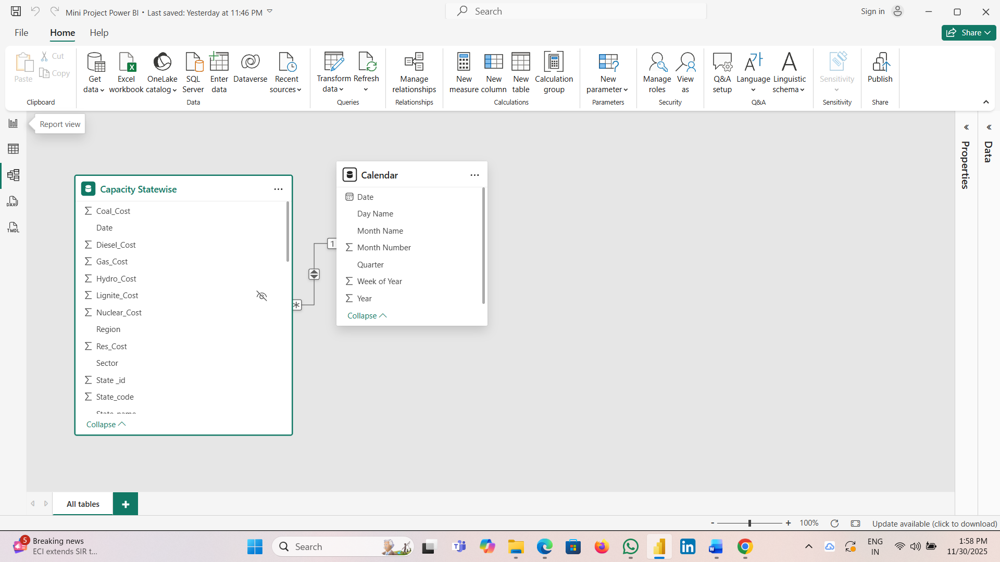 Mini Project Power BI • Last saved: Yesterday at 11:46 PM
Search
Sign in
File
Home
Help
Share
Paste
Cut
Copy
Clipboard
Get data
Excel workbook
OneLake catalog
SQL Server
Enter data
Dataverse
Recent sources
Data
Transform data
Refresh
Queries
Manage relationships
Relationships
New measure
New column
New table
Calculation group
Calculations
New parameter
Parameters
Manage roles
View as
Security
Q&A setup
Language
Linguistic schema
Q&A
Sensitivity
Sensitivity
Publish
Share
Report view
DAX
TMDL
Capacity Statewise
Coal_Cost
Date
Diesel_Cost
Gas_Cost
Hydro_Cost
Lignite_Cost
Nuclear_Cost
Region
Res_Cost
Sector
State _id
State_code
State_name
Collapse
1
*
Calendar
Date
Day Name
Month Name
Month Number
Quarter
Week of Year
Year
Collapse
Properties
Data
All tables
- + 100%
Update available (click to download)
5
Breaking news
ECI extends SIR t...
Search
ENG
IN
1:58 PM
11/30/2025